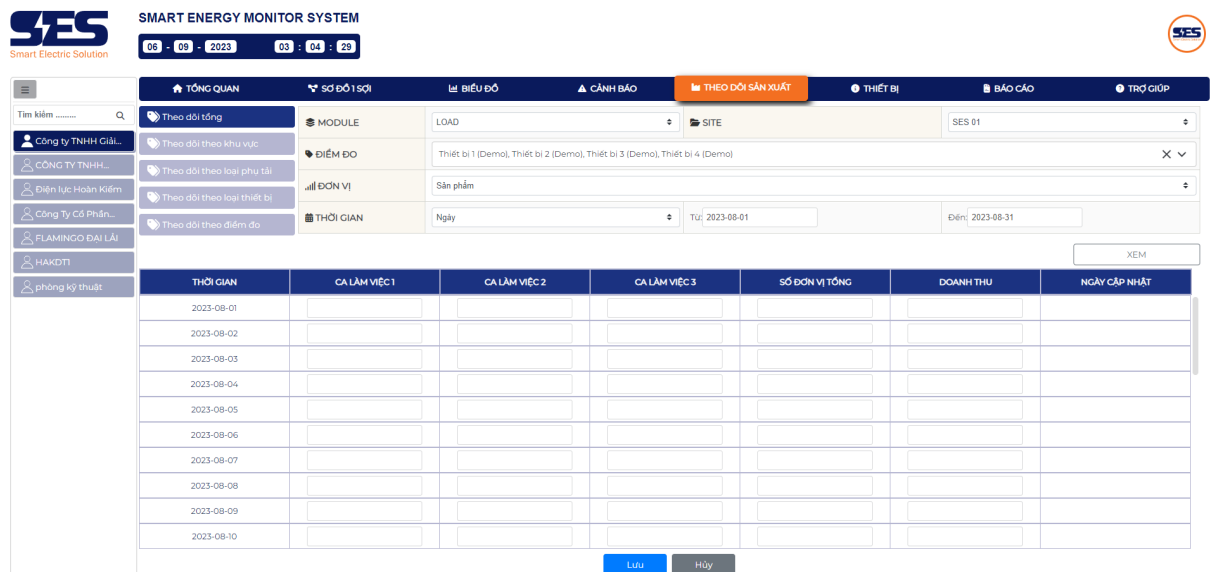 SES
Smart Electric Solution
SMART ENERGY MONITOR SYSTEM
06 - 09 - 2023 03 : 04 : 29
SES
TỔNG QUAN SƠ ĐỒ 1 SỢI BIỂU ĐỒ CẢNH BÁO THEO DÕI SẢN XUẤT THIẾT BỊ BÁO CÁO TRỢ GIÚP
Tìm kiếm .........
Công ty TNHH Giải...
CÔNG TY TNHH...
Điện lực Hoàn Kiếm
Công Ty Cổ Phần...
FLAMINGO ĐẠI LẢI
HAKDT1
phòng kỹ thuật
Theo dõi tổng
Theo dõi theo khu vực
Theo dõi theo loại phụ tải
Theo dõi theo loại thiết bị
Theo dõi theo điểm đo
MODULE LOAD SITE SES 01
ĐIỂM ĐO Thiết bị 1 (Demo), Thiết bị 2 (Demo), Thiết bị 3 (Demo), Thiết bị 4 (Demo)
ĐƠN VỊ Sản phẩm
THỜI GIAN Ngày Từ: 2023-08-01 Đến: 2023-08-31
XEM
THỜI GIAN CA LÀM VIỆC 1 CA LÀM VIỆC 2 CA LÀM VIỆC 3 SỐ ĐƠN VỊ TỔNG DOANH THU NGÀY CẬP NHẬT
2023-08-01
2023-08-02
2023-08-03
2023-08-04
2023-08-05
2023-08-06
2023-08-07
2023-08-08
2023-08-09
2023-08-10
Lưu Hủy